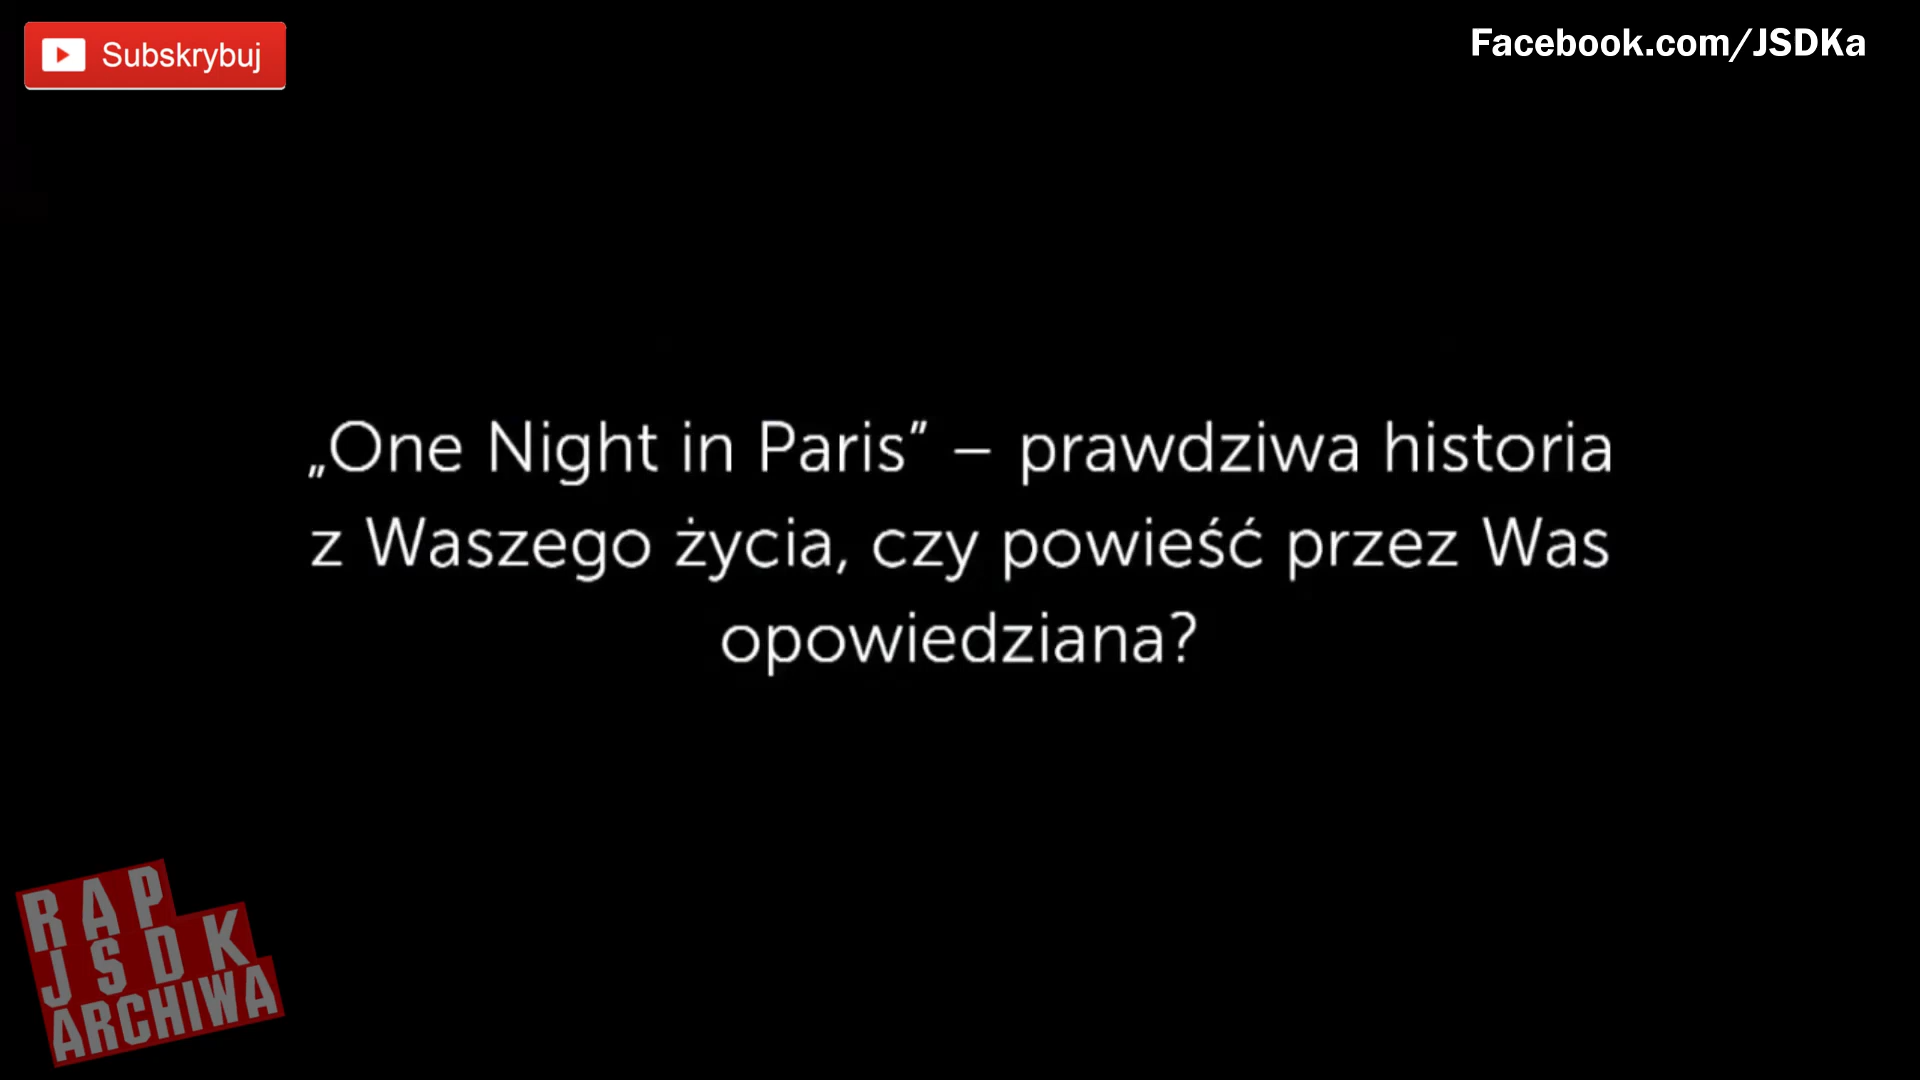 Subskrybuj
Facebook.com/JSDKa
„One Night in Paris” – prawdziwa historia
z Waszego życia, czy powieść przez Was
opowiedziana?
RAP
JSDK
ARCHIWA